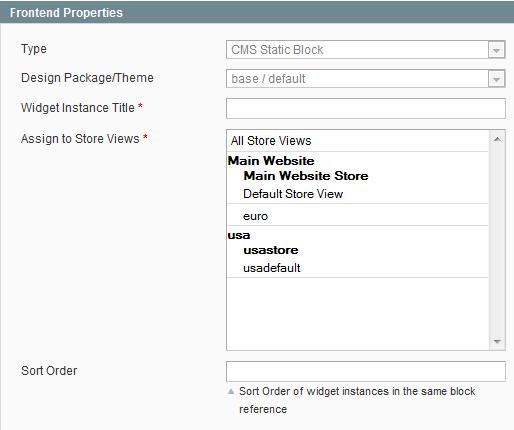 Frontend Properties
Type
CMS Static Block
Design Package/Theme
base / default
Widget Instance Title *
Assign to Store Views *
All Store Views
Main Website
Main Website Store
Default Store View
euro
usa
usastore
usadefault
Sort Order
Sort Order of widget instances in the same block
reference